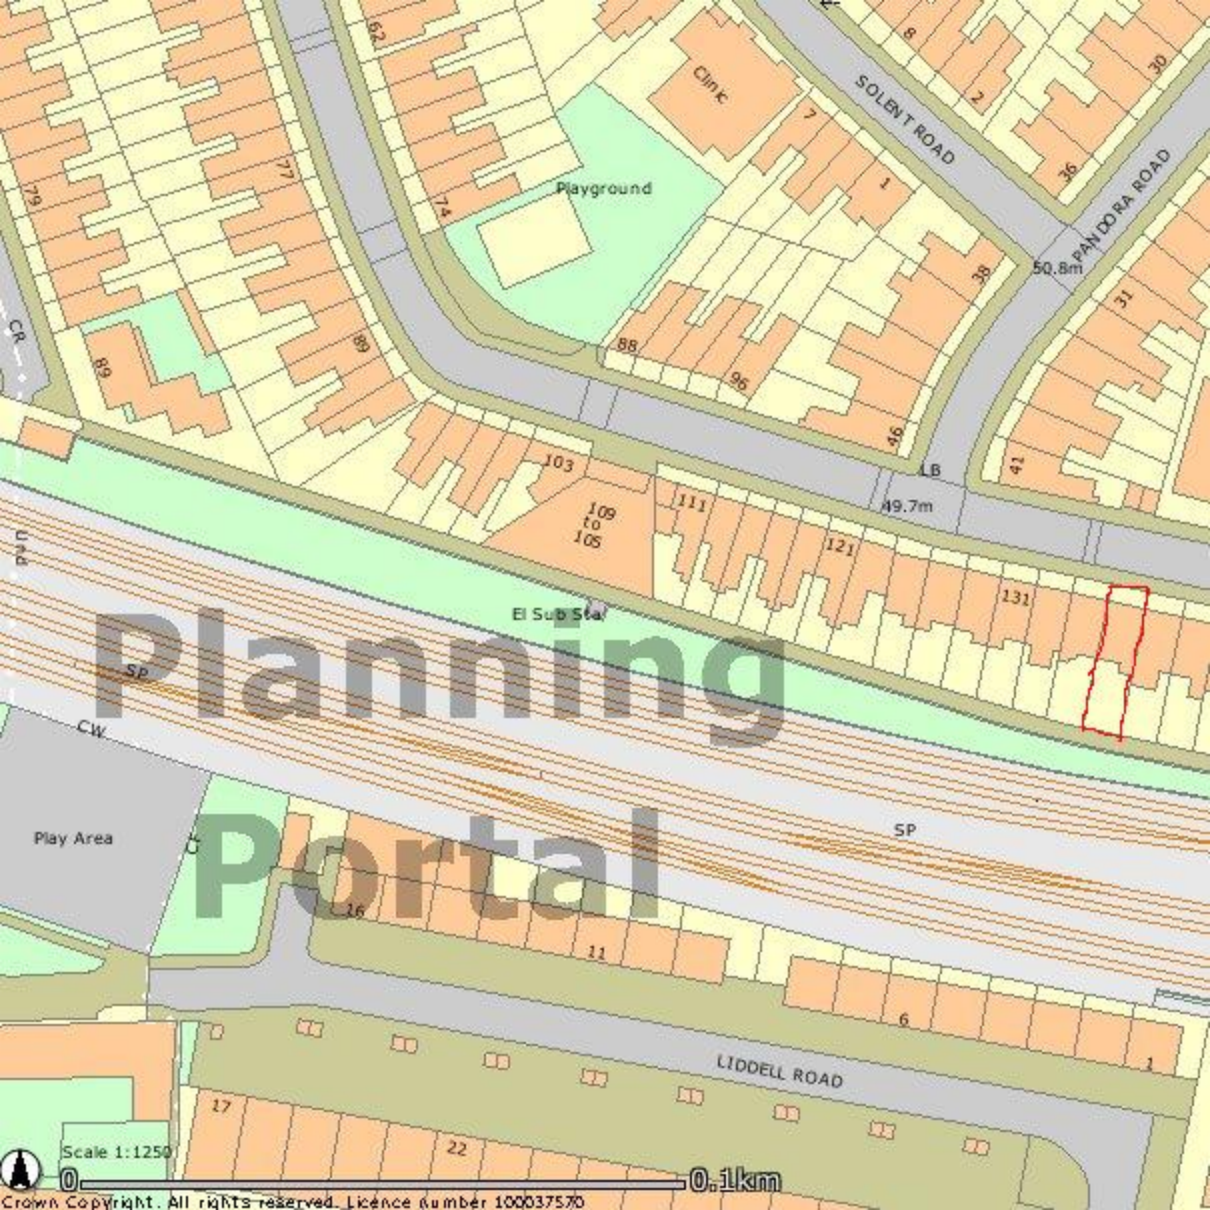 62
Clinic
8
2
30
SOLENT ROAD
7
1
36
PANDORA ROAD
77
79
74
Playground
38
50.8m
31
CR
89
89
88
96
46
41
LB
103
109
to
105
111
49.7m
121
131
El Sub Sta
Und
Planning
SP
CW
Play Area
CF
Portal
SP
16
11
6
1
LIDDELL ROAD
17
22
Scale 1:1250
0
0.1km
Crown Copyright. All rights reserved. Licence number 100037570